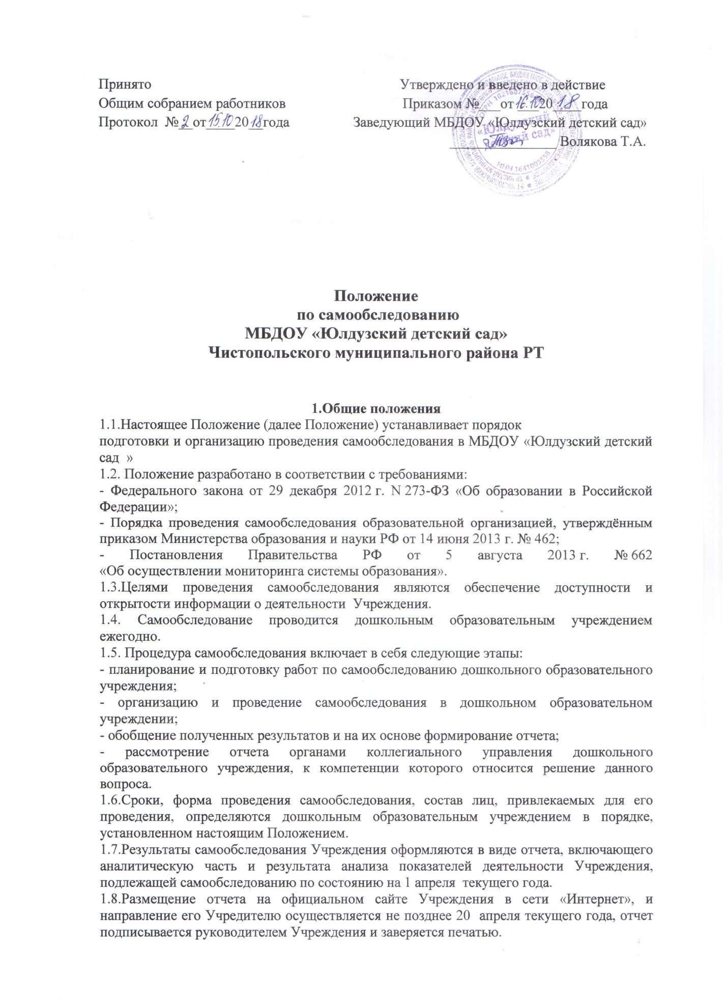 Принято
Общим собранием работников
Протокол №2 от 15.10 2018 года
Утверждено и введено в действие
Приказом №___от 16.10 2018 года
Заведующий МБДОУ «Юлдузский детский сад»
Волякова Т.А.
«Юлдузский
детский сад»
ИНН 1641003558
Положение
по самообследованию
МБДОУ «Юлдузский детский сад»
Чистопольского муниципального района РТ
1.Общие положения
1.1.Настоящее Положение (далее Положение) устанавливает порядок
подготовки и организацию проведения самообследования в МБДОУ «Юлдузский детский
сад »
1.2. Положение разработано в соответствии с требованиями:
- Федерального закона от 29 декабря 2012 г. N 273-ФЗ «Об образовании в Российской
Федерации»;
- Порядка проведения самообследования образовательной организацией, утверждённым
приказом Министерства образования и науки РФ от 14 июня 2013 г. № 462;
- Постановления Правительства РФ от 5 августа 2013 г. № 662
«Об осуществлении мониторинга системы образования».
1.3.Целями проведения самообследования являются обеспечение доступности и
открытости информации о деятельности Учреждения.
1.4. Самообследование проводится дошкольным образовательным учреждением
ежегодно.
1.5. Процедура самообследования включает в себя следующие этапы:
- планирование и подготовку работ по самообследованию дошкольного образовательного
учреждения;
- организацию и проведение самообследования в дошкольном образовательном
учреждении;
- обобщение полученных результатов и на их основе формирование отчета;
- рассмотрение отчета органами коллегиального управления дошкольного
образовательного учреждения, к компетенции которого относится решение данного
вопроса.
1.6.Сроки, форма проведения самообследования, состав лиц, привлекаемых для его
проведения, определяются дошкольным образовательным учреждением в порядке,
установленном настоящим Положением.
1.7.Результаты самообследования Учреждения оформляются в виде отчета, включающего
аналитическую часть и результата анализа показателей деятельности Учреждения,
подлежащей самообследованию по состоянию на 1 апреля текущего года.
1.8.Размещение отчета на официальном сайте Учреждения в сети «Интернет», и
направление его Учредителю осуществляется не позднее 20 апреля текущего года, отчет
подписывается руководителем Учреждения и заверяется печатью.